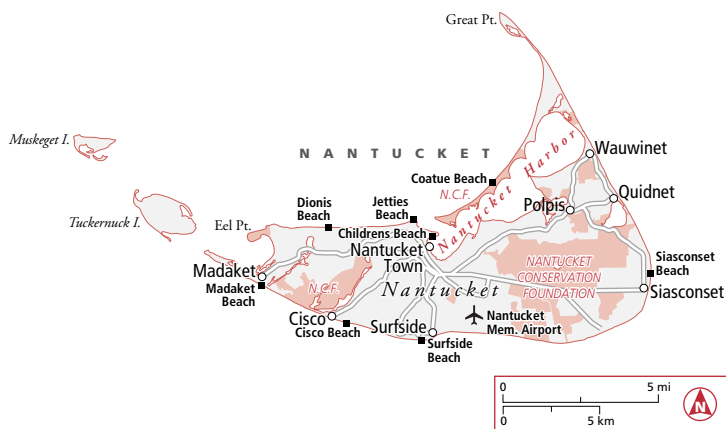 Great Pt.
Muskeget I.
NANTUCKET
Nantucket Harbor
Wauwinet
Coatue Beach
N.C.F.
Quidnet
Polpis
Tuckernuck I.
Dionis
Beach
Jetties
Beach
Eel Pt.
Childrens Beach
Nantucket
Town
Siasconset
Beach
NANTUCKET
CONSERVATION
FOUNDATION
Madaket
Madaket
Beach
N.C.F.
Nantucket
Siasconset
Cisco
Cisco Beach
Surfside
Surfside
Beach
Nantucket
Mem. Airport
0 5 mi
0 5 km
N